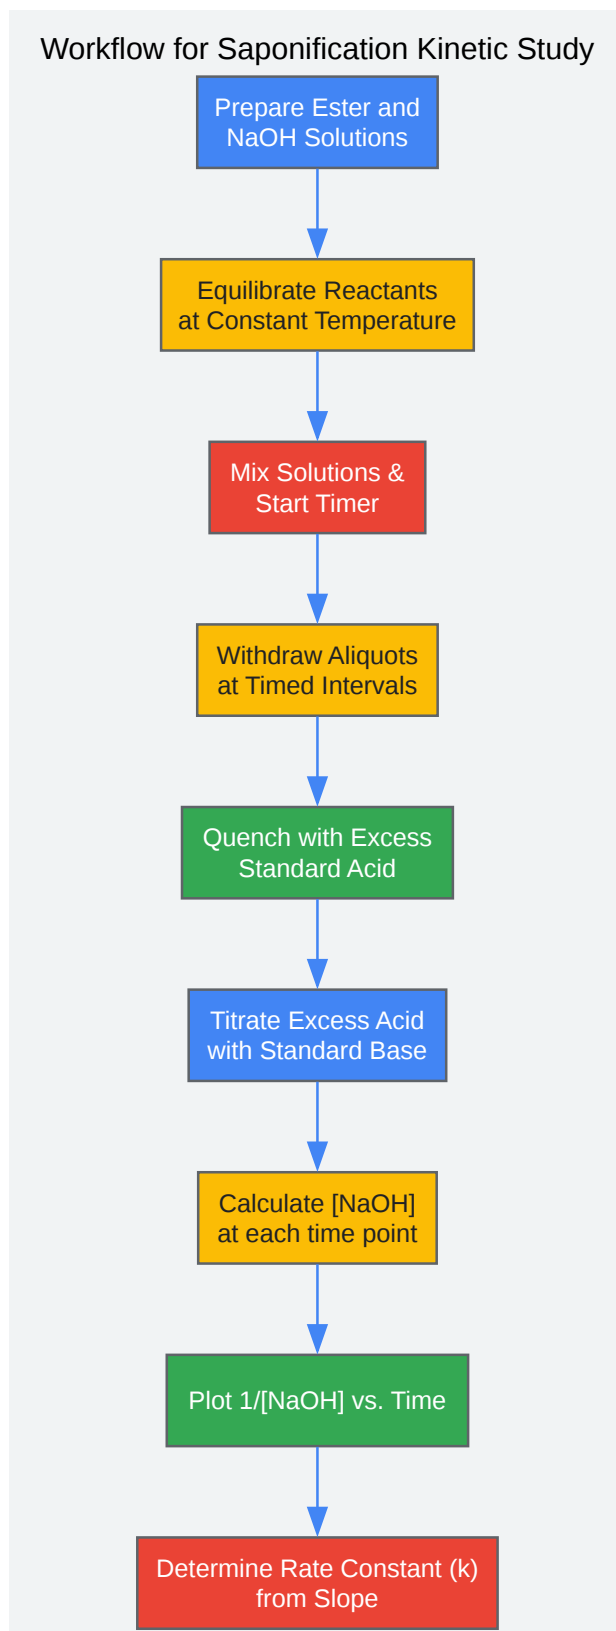 Workflow for Saponification Kinetic Study
Prepare Ester and
NaOH Solutions
Equilibrate Reactants
at Constant Temperature
Mix Solutions &
Start Timer
Withdraw Aliquots
at Timed Intervals
Quench with Excess
Standard Acid
Titrate Excess Acid
with Standard Base
Calculate [NaOH]
at each time point
Plot 1/[NaOH] vs. Time
Determine Rate Constant (k)
from Slope